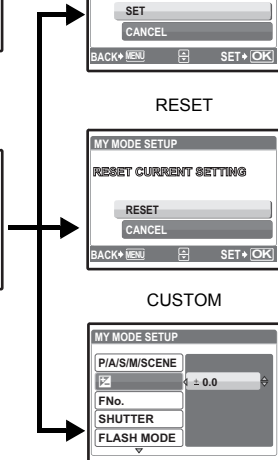 SET
CANCEL
BACK MENU SET OK
RESET
MY MODE SETUP
RESET CURRENT SETTING
RESET
CANCEL
BACK MENU SET OK
CUSTOM
MY MODE SETUP
P/A/S/M/SCENE
± 0.0
FNo.
SHUTTER
FLASH MODE